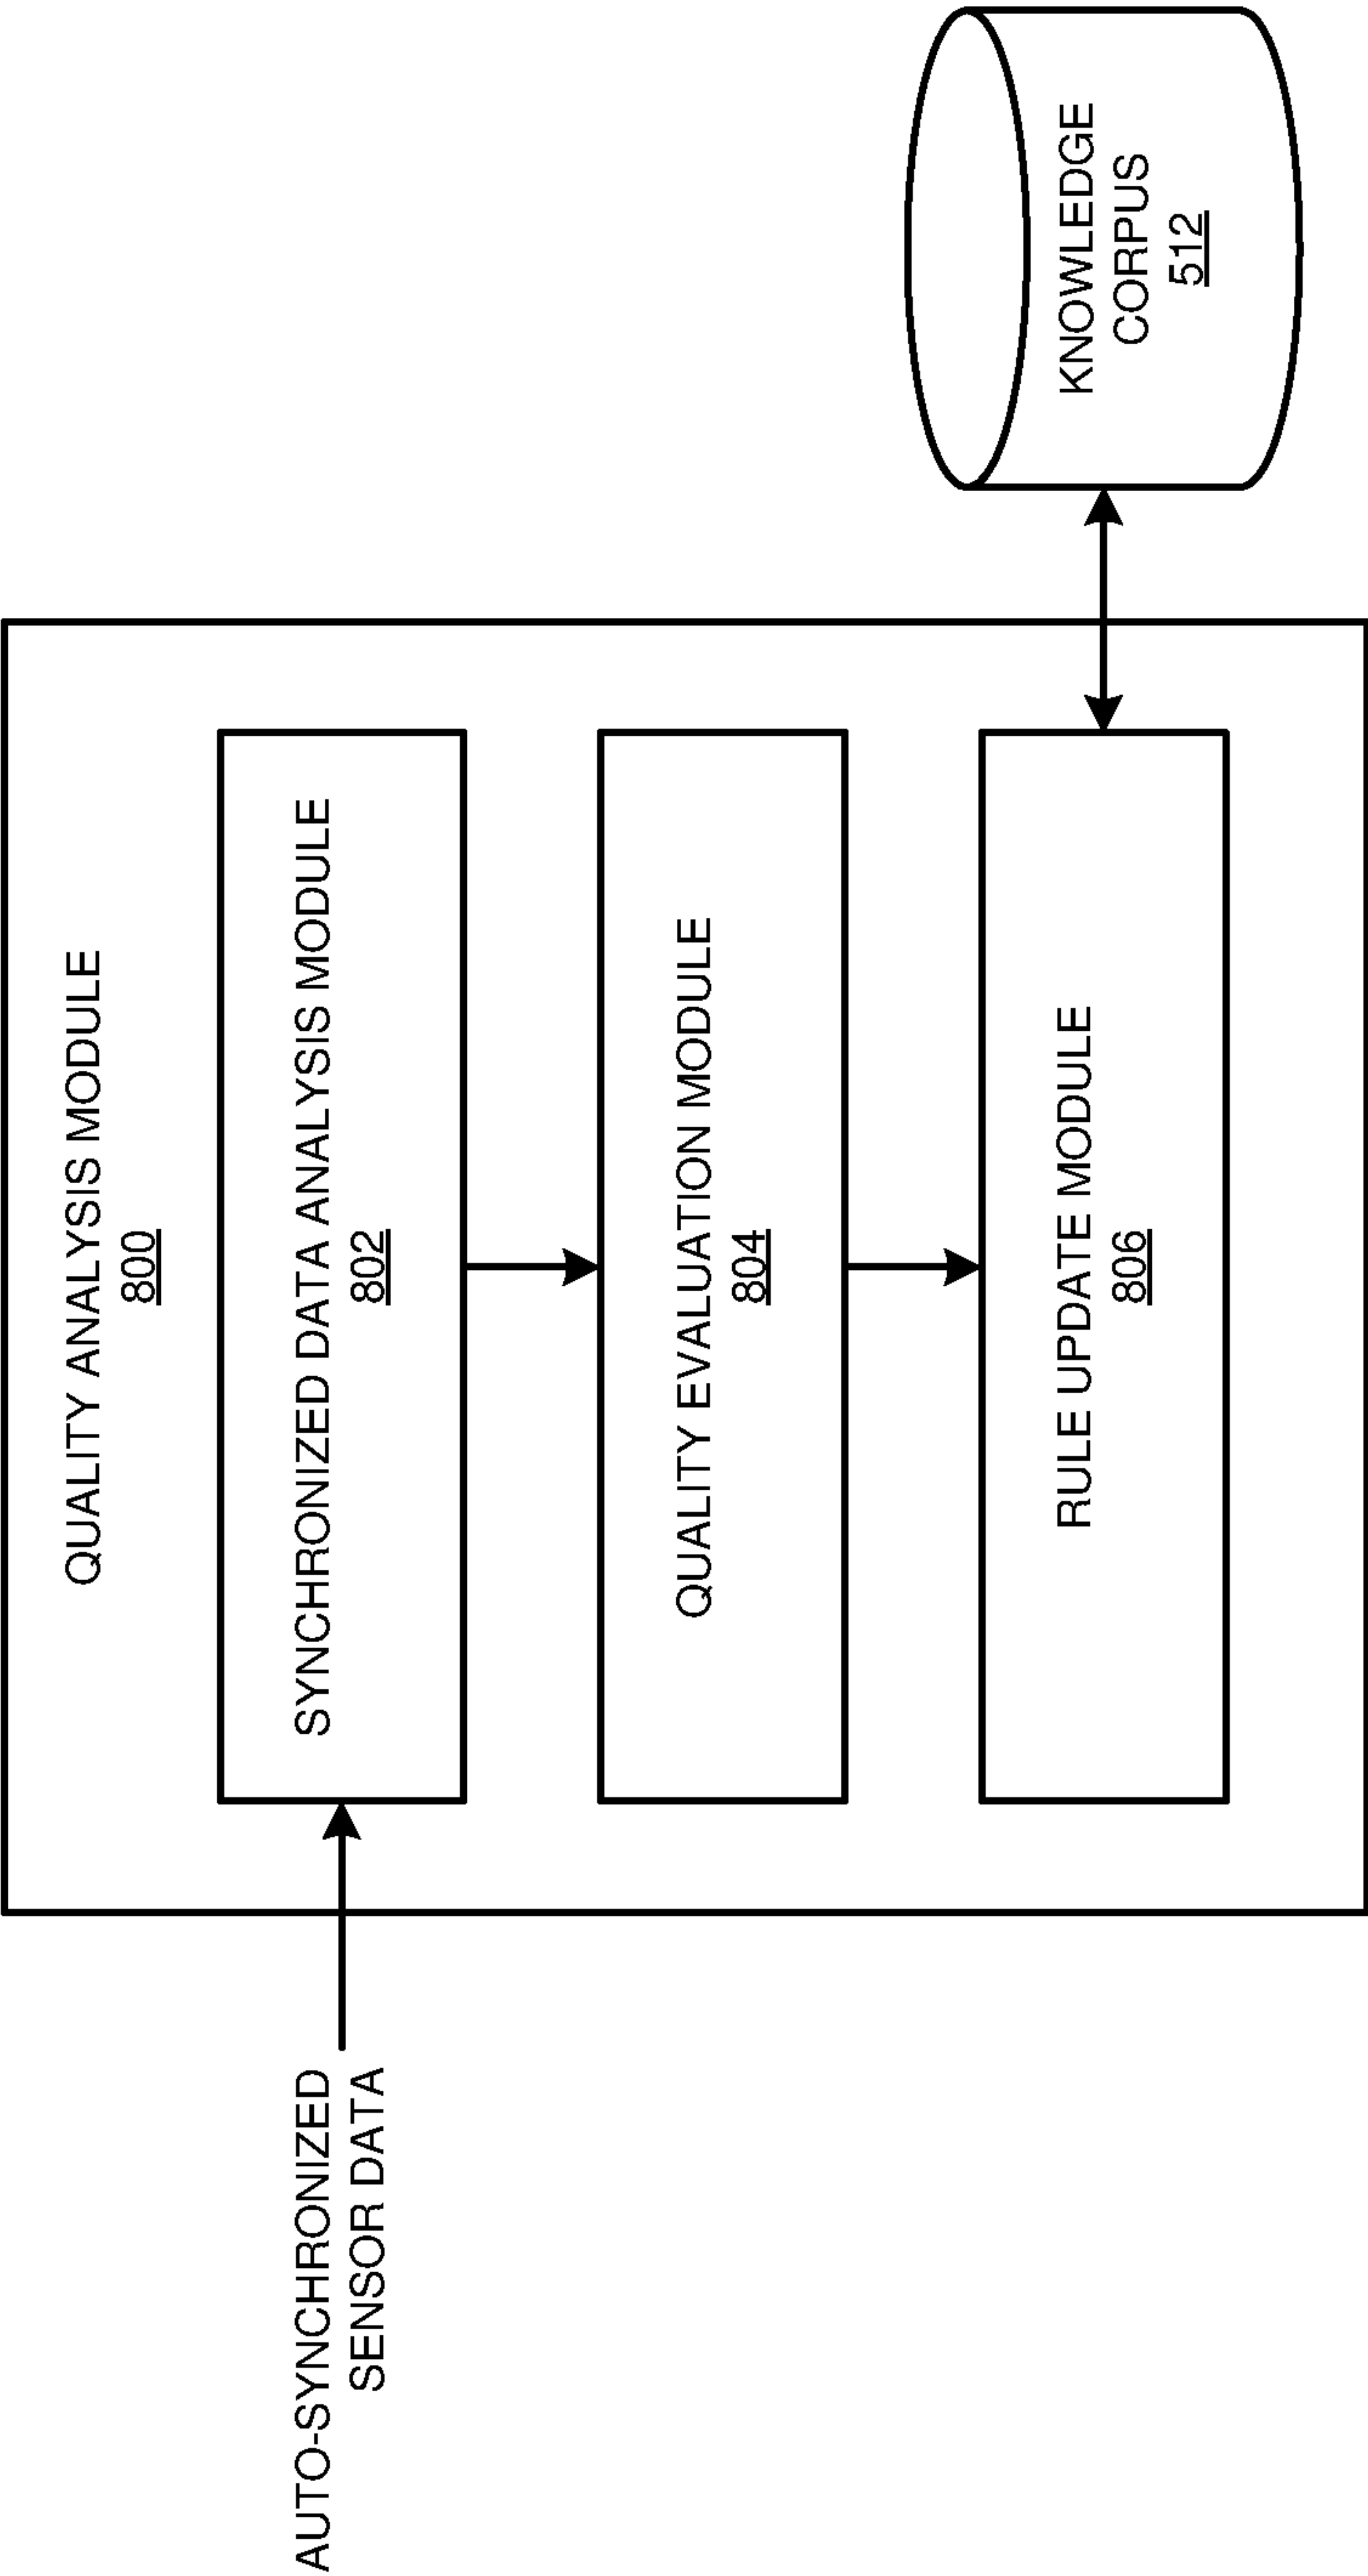 QUALITY ANALYSIS MODULE
800
AUTO-SYNCHRONIZED
SENSOR DATA
SYNCHRONIZED DATA ANALYSIS MODULE
802
QUALITY EVALUATION MODULE
804
RULE UPDATE MODULE
806
KNOWLEDGE
CORPUS
512